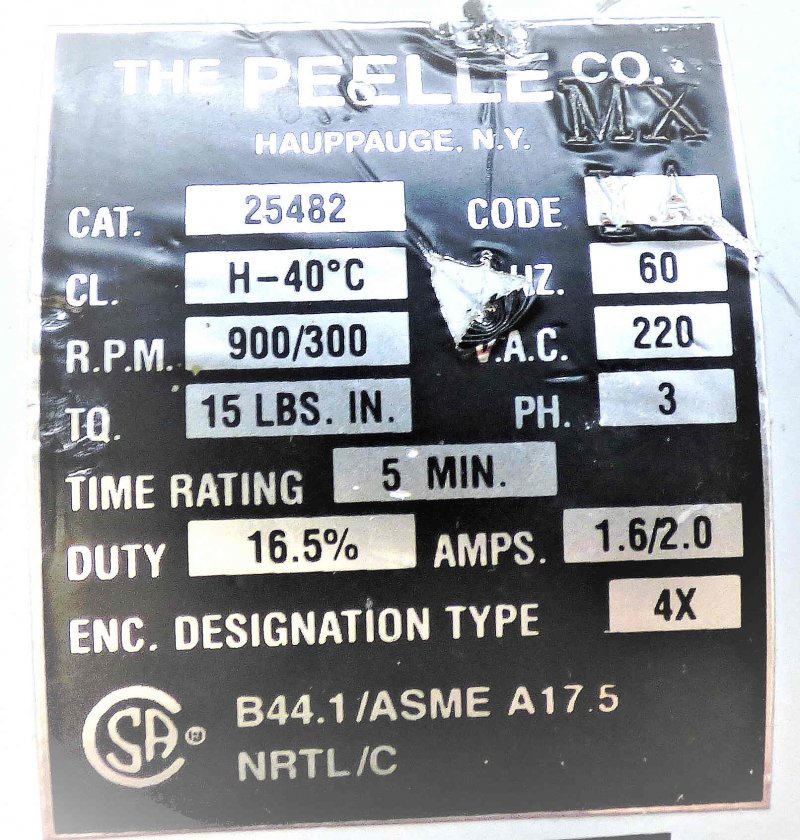 THE PEELLE CO.
MX
HAUPPAUGE, N.Y.
CAT. 25482 CODE
CL. H-40°C HZ. 60
R.P.M. 900/300 V.A.C. 220
TQ. 15 LBS. IN. PH. 3
TIME RATING 5 MIN.
DUTY 16.5% AMPS. 1.6/2.0
ENC. DESIGNATION TYPE 4X
CSA ® B44.1/ASME A17.5
NRTL/C